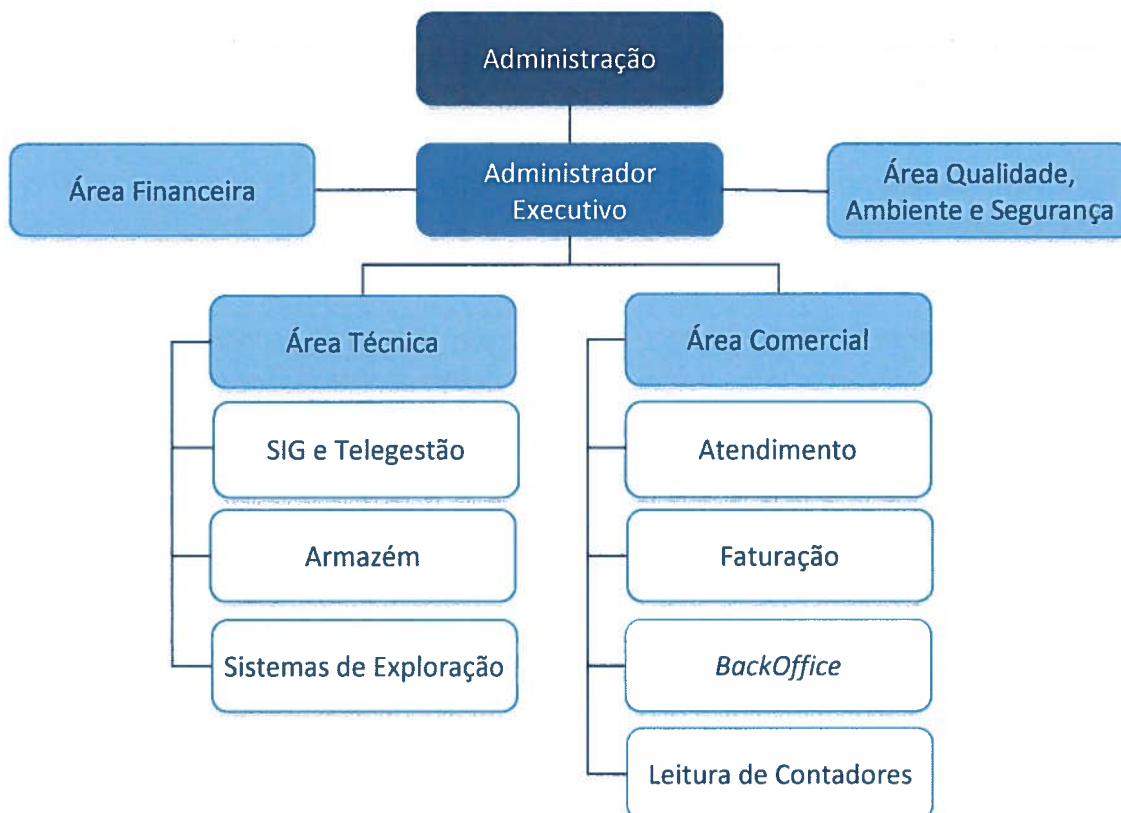 Administração
Área Financeira
Administrador
Executivo
Área Qualidade,
Ambiente e Segurança
Área Técnica
Área Comercial
SIG e Telegestão
Atendimento
Armazém
Faturação
Sistemas de Exploração
BackOffice
Leitura de Contadores